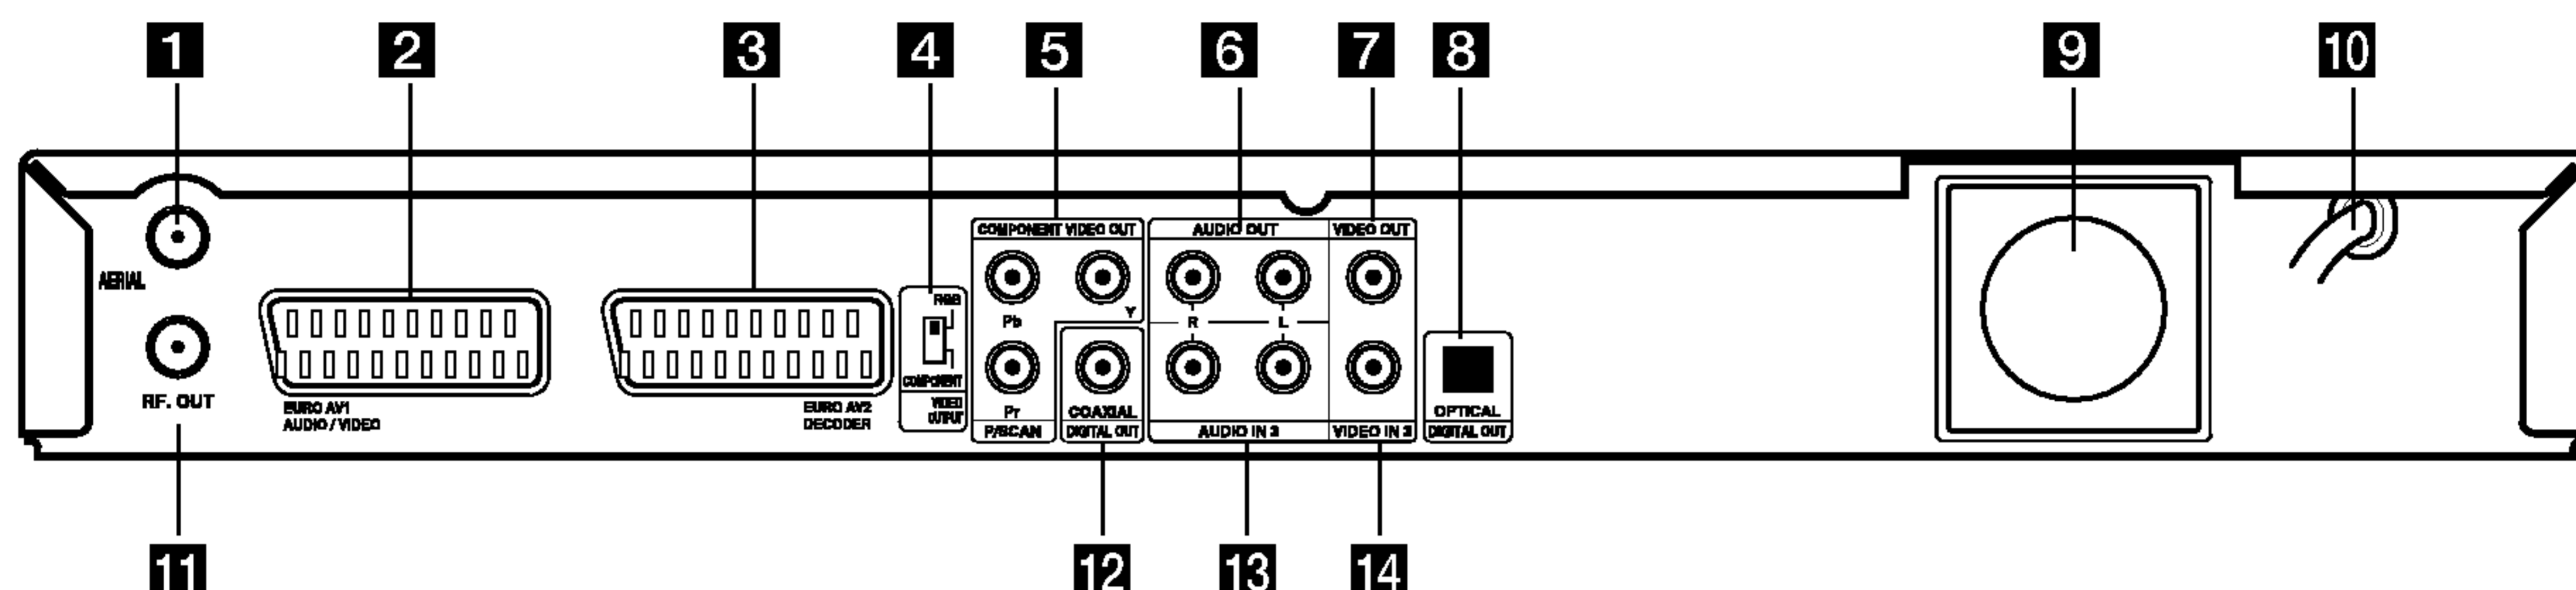 1 2 3 4 5 6 7 8 9 10
COMPONENT VIDEO OUT
AUDIO OUT
VIDEO OUT
AERIAL
RGB
Pb
Y
R
L
RF. OUT
EURO AV1
AUDIO / VIDEO
EURO AV2
DECODER
COMPONENT
VIDEO
OUTPUT
Pr
P/SCAN
COAXIAL
DIGITAL OUT
AUDIO IN 3
VIDEO IN 3
OPTICAL
DIGITAL OUT
11 12 13 14